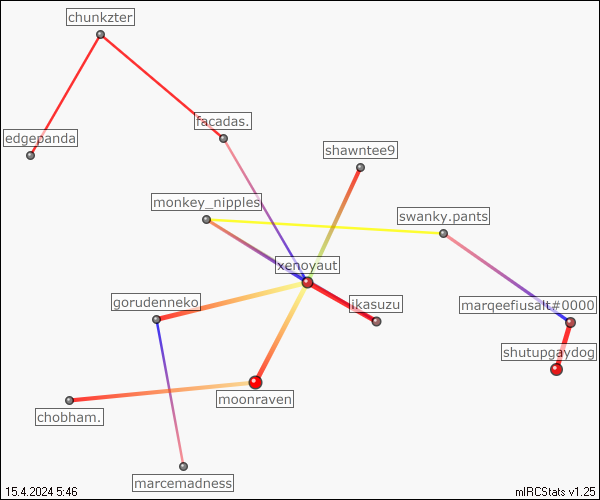 chunkzter
facadas.
edgepanda
shawntee9
monkey_nipples
swanky.pants
xenoyaut
gorudenneko
ikasuzu
marqeefiusalt#0000
shutupgaydog
moonraven
chobham.
marcemadness
15.4.2024 5:46
mIRCStats v1.25